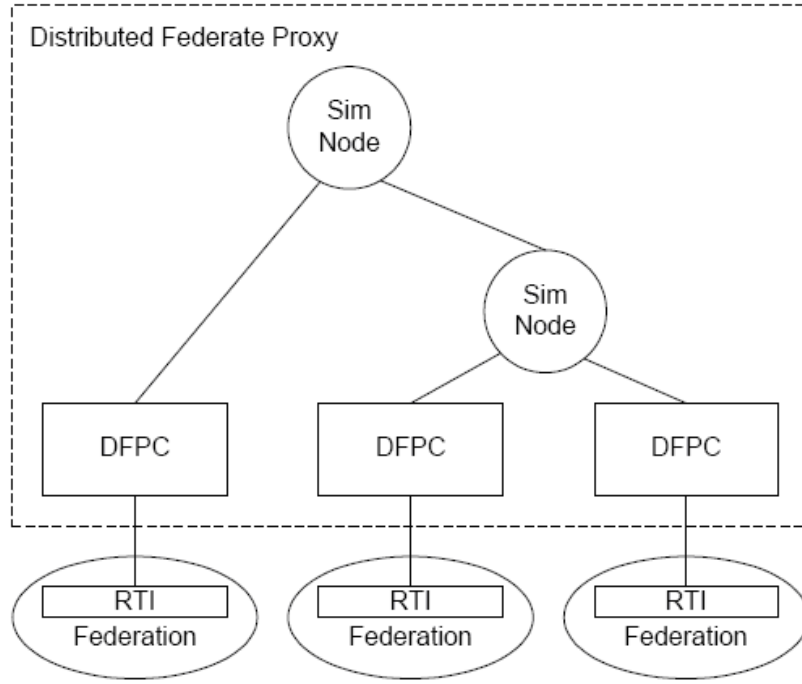 Distributed Federate Proxy
Sim
Node
Sim
Node
DFPC
DFPC
DFPC
RTI
Federation
RTI
Federation
RTI
Federation